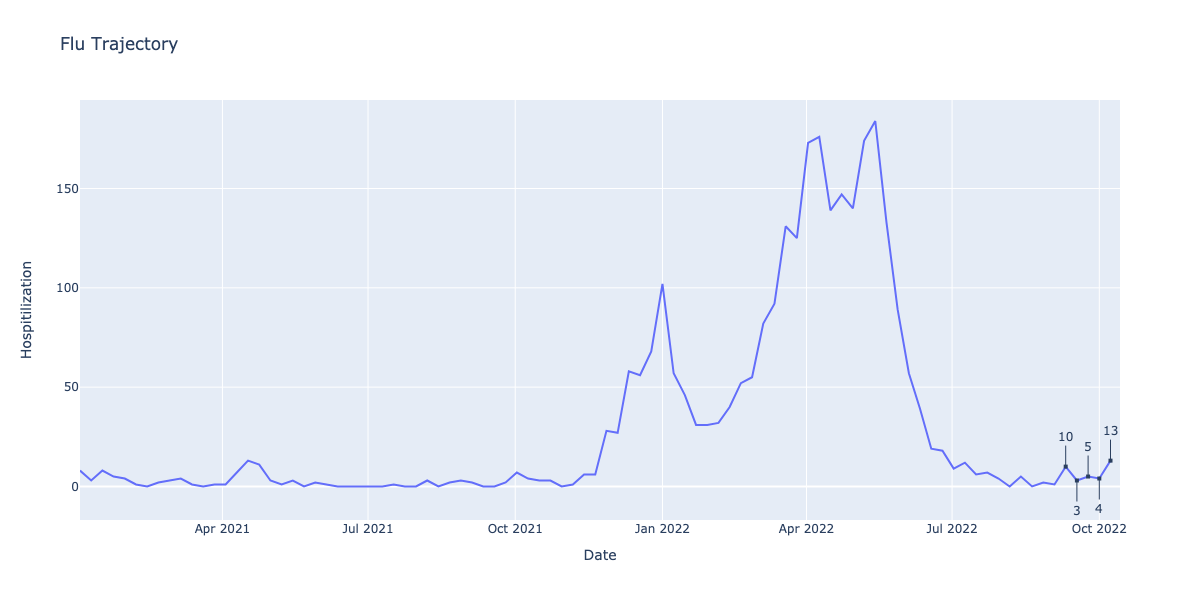 Flu Trajectory
Hospitilization
150
100
50
0
10
5
13
3
4
Apr 2021
Jul 2021
Oct 2021
Jan 2022
Apr 2022
Jul 2022
Oct 2022
Date